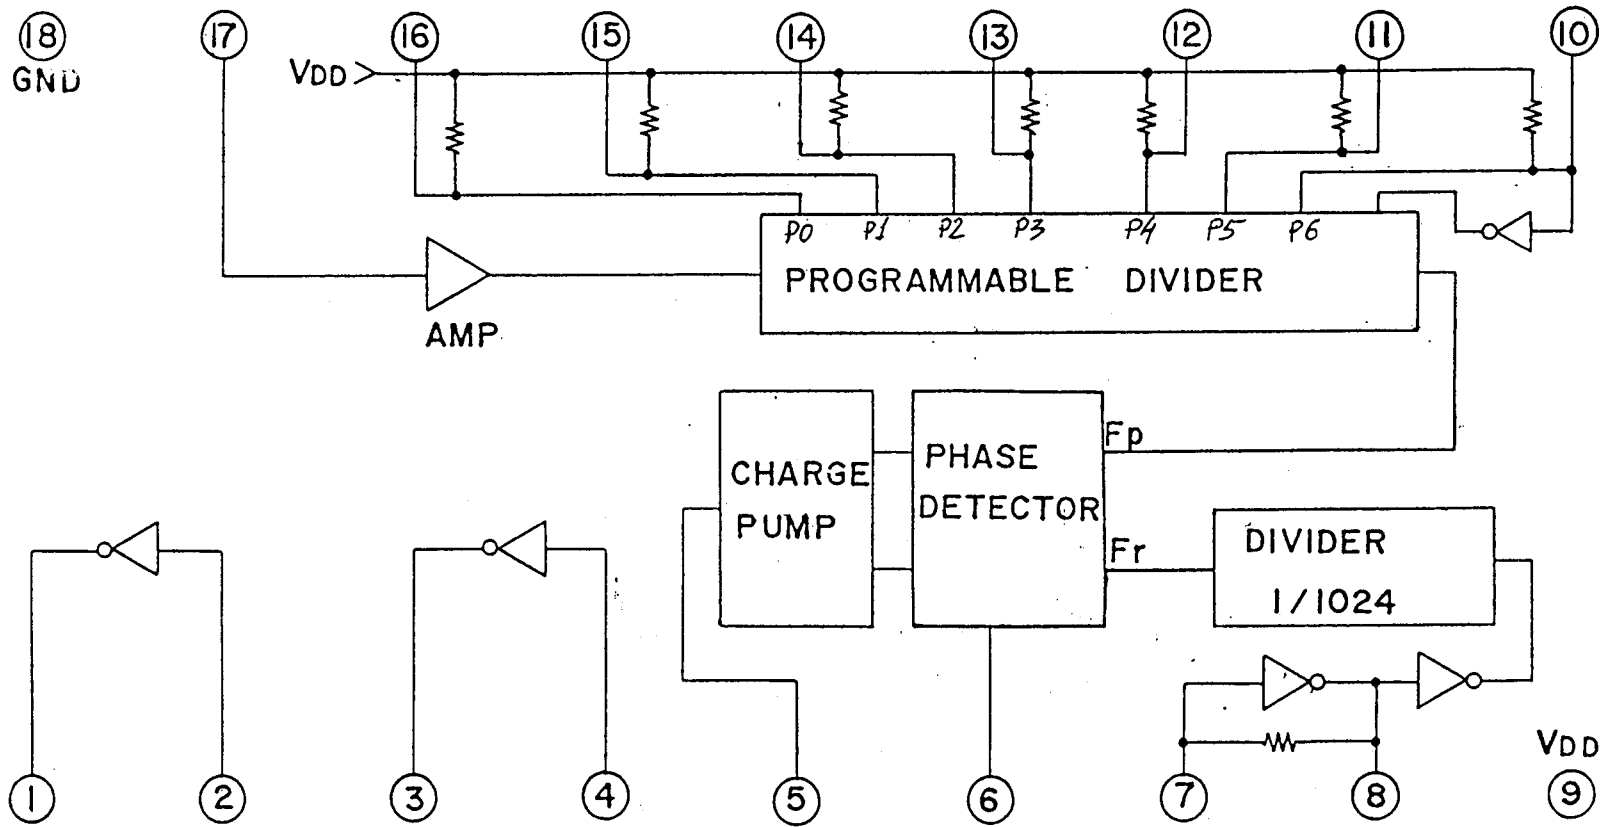 18 17 16 15 14 13 12 11 10
GND
VDD
P0 P1 P2 P3 P4 P5 P6
PROGRAMMABLE DIVIDER
AMP
Fp
CHARGE
PUMP
PHASE
DETECTOR
Fr
DIVIDER
1/1024
VDD
1 2 3 4 5 6 7 8 9